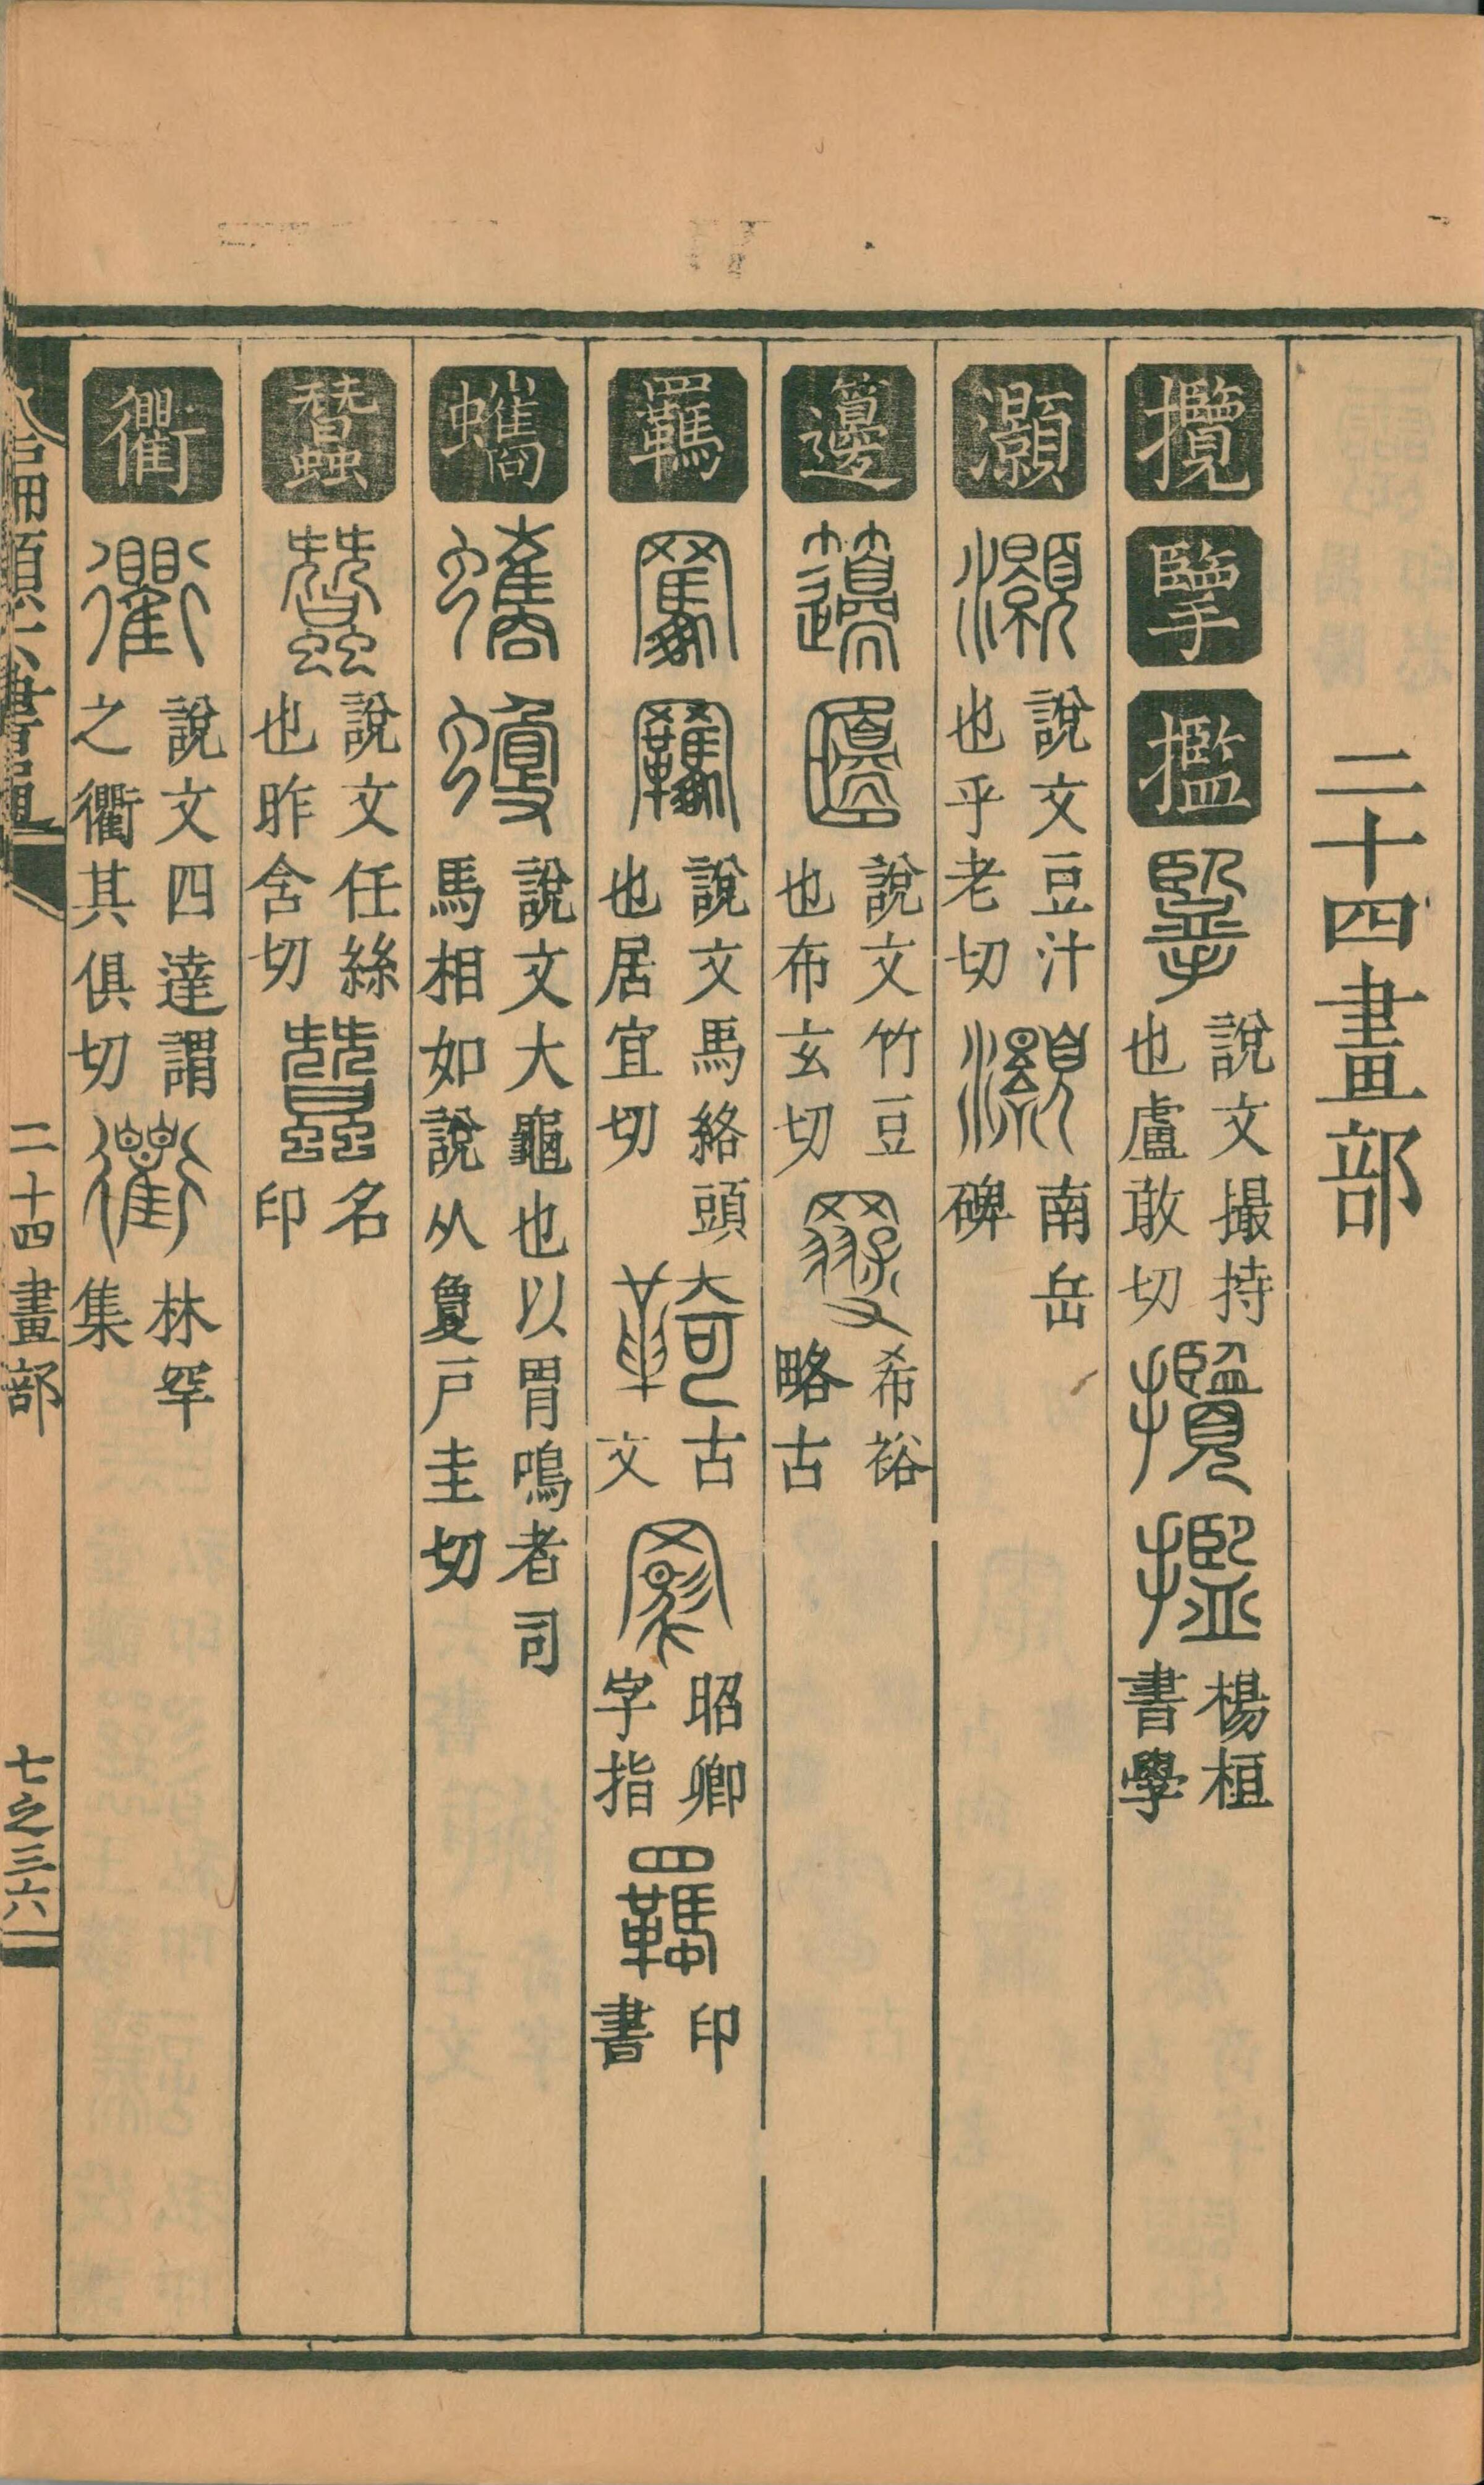 二十四畫部
攬 擥 㩜 說文撮持也盧敢切 楊桓書學
灝 說文豆汁也乎老切 南岳碑
籩 說文竹豆也布玄切 希裕略古
羈 說文馬絡頭也居宜切 古文 昭卿字指 印書
蠵 說文大龜也以胃鳴者司馬相如說从夐戶圭切
蠶 說文任絲也昨含切 名印
衢 說文四達謂之衢其俱切 林罕集
二十四畫部 七之三六